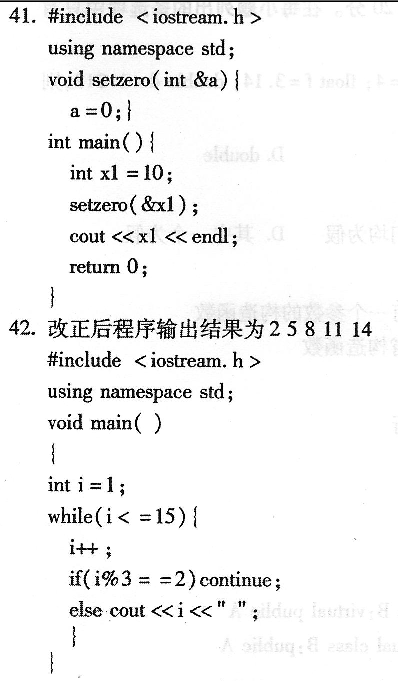 41. #include <iostream.h>
using namespace std;
void setzero(int &a){
a=0;}
int main(){
int x1=10;
setzero(&x1);
cout<<x1<<endl;
return 0;
}
42. 改正后程序输出结果为2 5 8 11 14
#include <iostream.h>
using namespace std;
void main( )
{
int i=1;
while(i<=15){
i++;
if(i%3==2)continue;
else cout<<i<<" ";
}
}